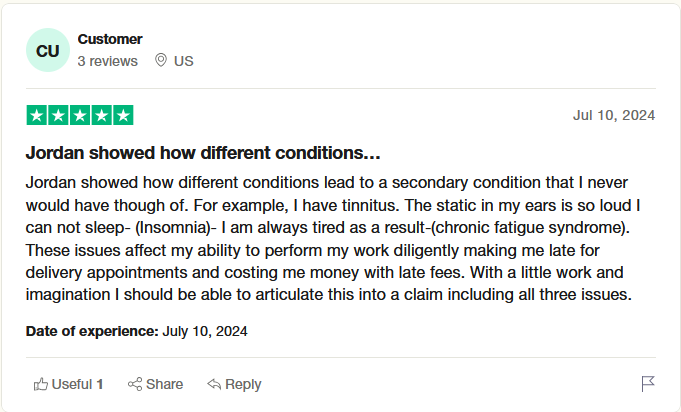 CU
Customer
3 reviews US
Jul 10, 2024
Jordan showed how different conditions…
Jordan showed how different conditions lead to a secondary condition that I never
would have though of. For example, I have tinnitus. The static in my ears is so loud I
can not sleep- (Insomnia)- I am always tired as a result-(chronic fatigue syndrome).
These issues affect my ability to perform my work diligently making me late for
delivery appointments and costing me money with late fees. With a little work and
imagination I should be able to articulate this into a claim including all three issues.
Date of experience: July 10, 2024
Useful 1 Share Reply